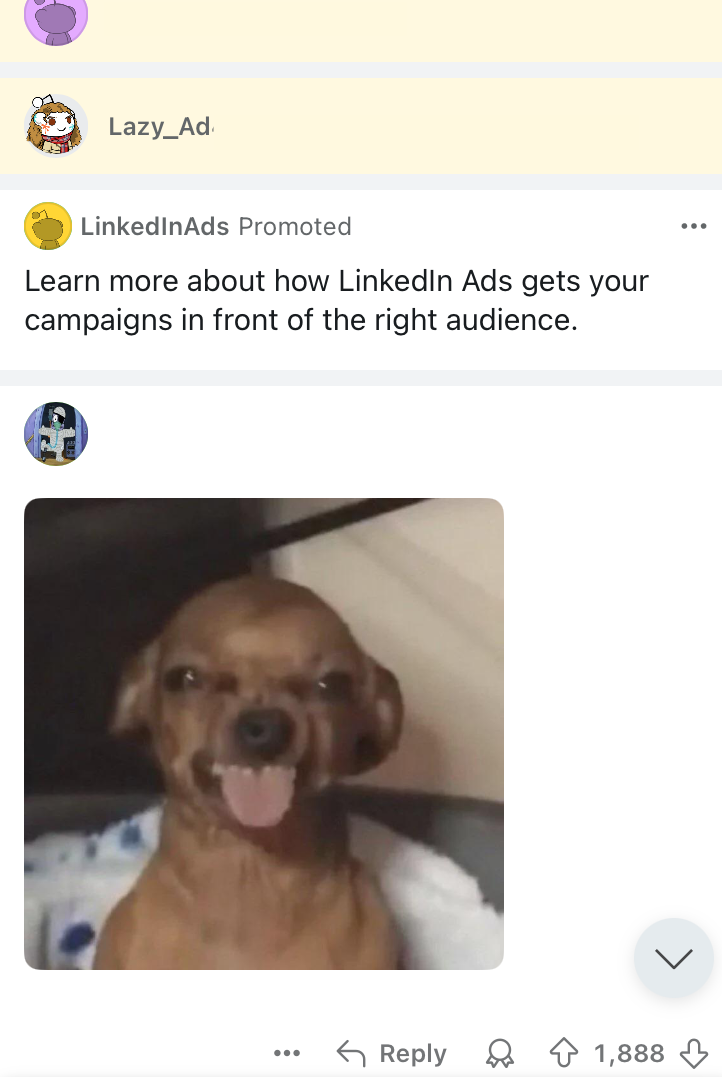 Lazy_Ad
LinkedInAds Promoted
Learn more about how LinkedIn Ads gets your
campaigns in front of the right audience.
Reply
1,888